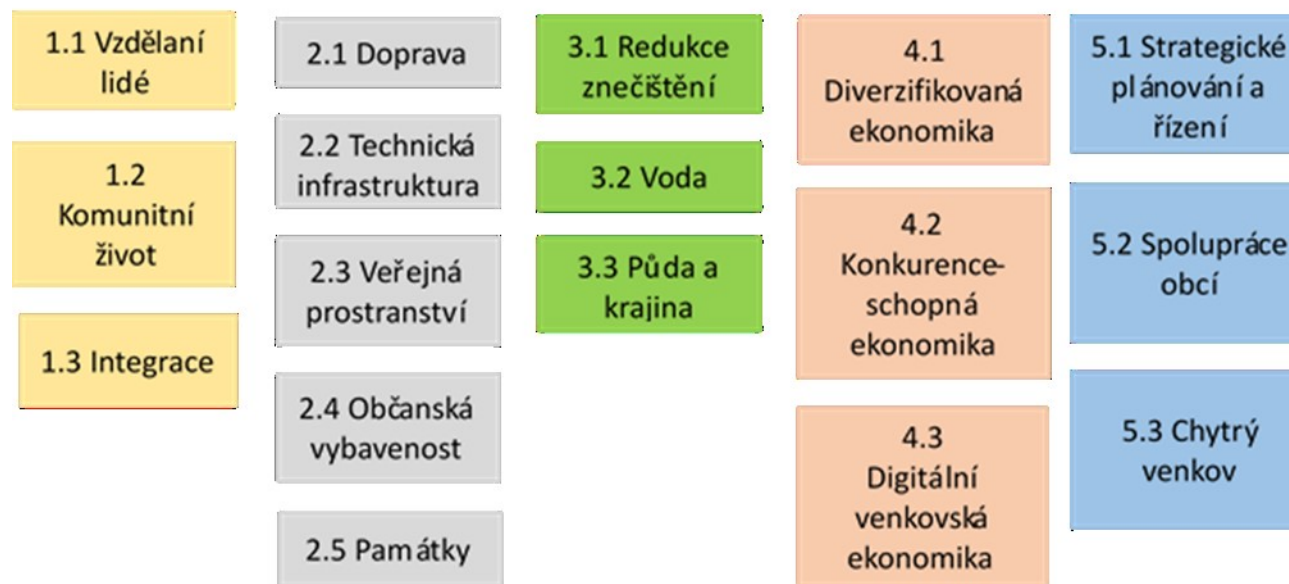 1.1 Vzdělaní
lidé
1.2
Komunitní
život
1.3 Integrace
2.1 Doprava
2.2 Technická
infrastruktura
2.3 Veřejná
prostranství
2.4 Občanská
vybavenost
2.5 Památky
3.1 Redukce
znečištění
3.2 Voda
3.3 Půda a
krajina
4.1
Diverzifikovaná
ekonomika
4.2
Konkurence-
schopná
ekonomika
4.3
Digitální
venkovská
ekonomika
5.1 Strategické
plánování a
řízení
5.2 Spolupráce
obcí
5.3 Chytrý
venkov